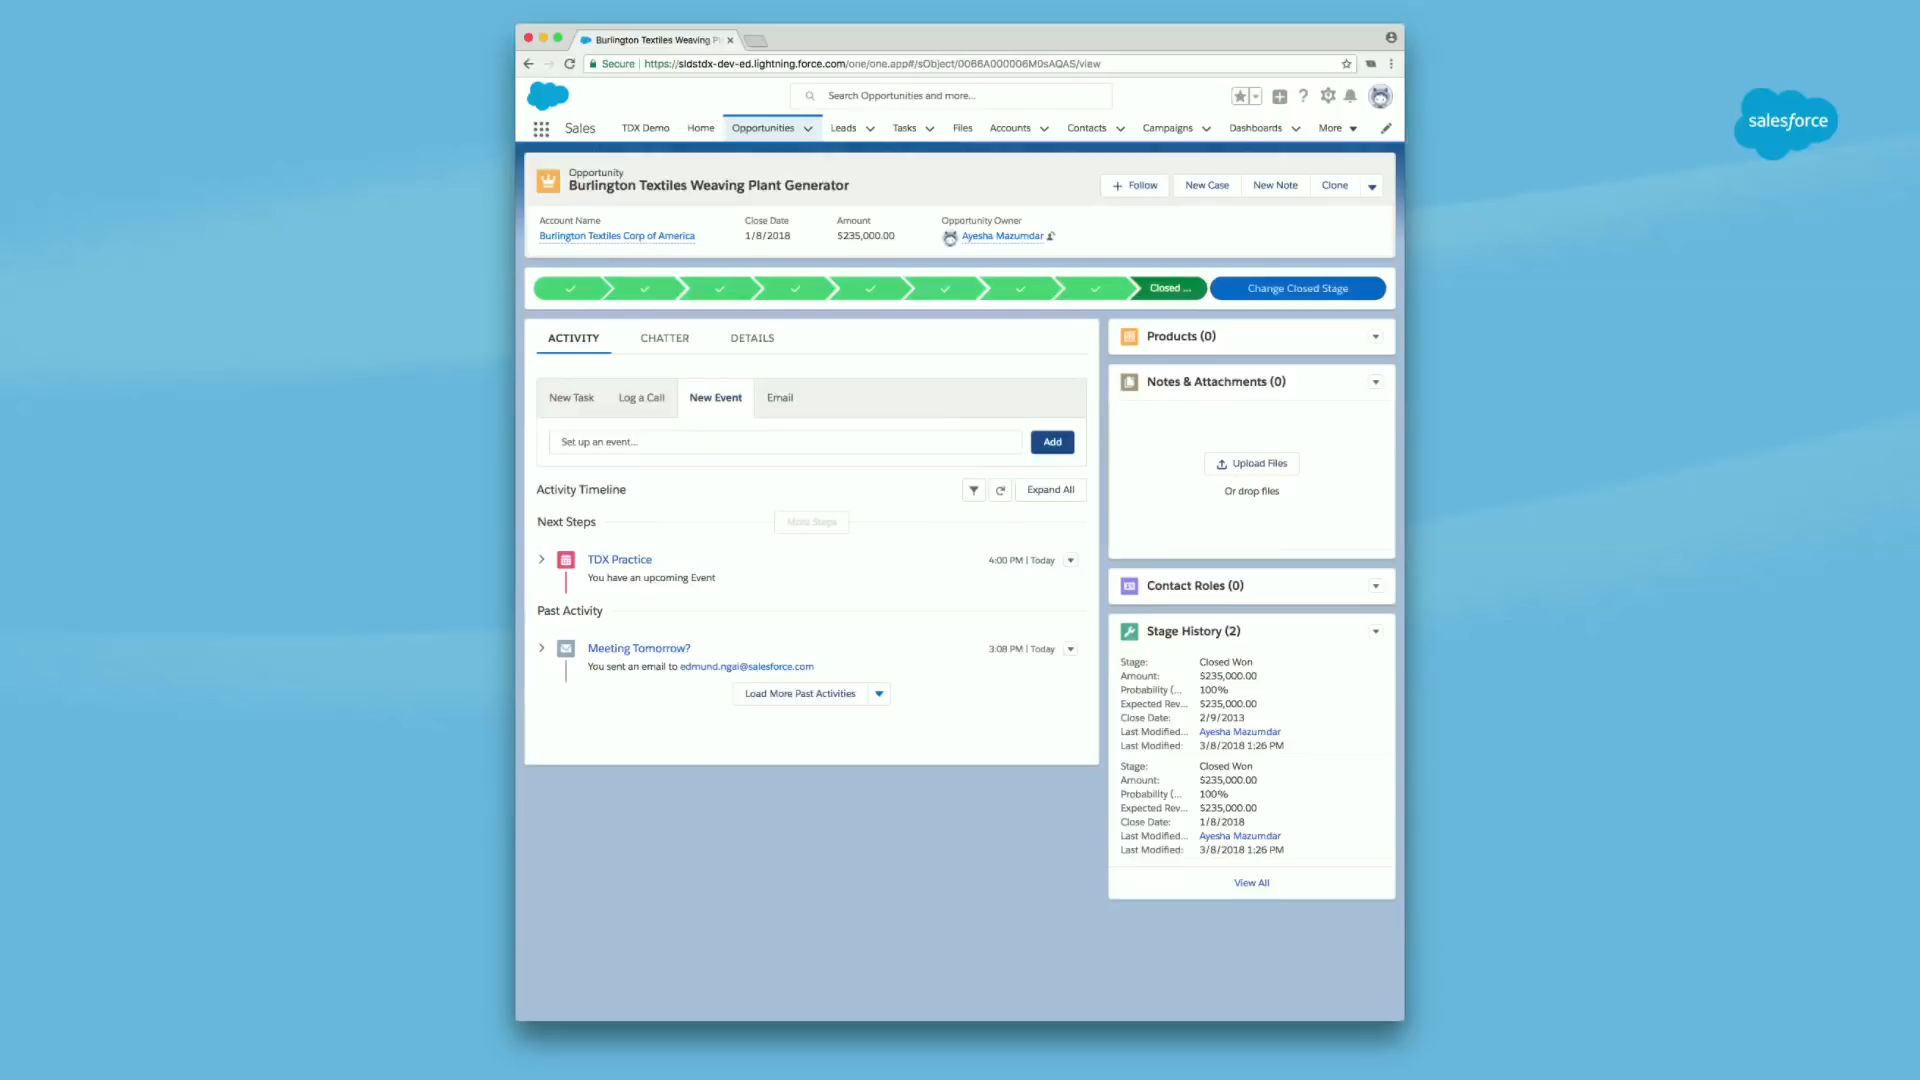 Burlington Textiles Weaving Pl
Secure https://sldstdx-dev-ed.lightning.force.com/one/one.app#/sObject/0066A000006M0sAQAS/view
Search Opportunities and more...
salesforce
Sales TDX Demo Home Opportunities Leads Tasks Files Accounts Contacts Campaigns Dashboards More
Opportunity
Burlington Textiles Weaving Plant Generator
+ Follow New Case New Note Clone
Account Name Close Date Amount Opportunity Owner
Burlington Textiles Corp of America 1/8/2018 $235,000.00 Ayesha Mazumdar
Closed ... Change Closed Stage
ACTIVITY CHATTER DETAILS
New Task Log a Call New Event Email
Set up an event... Add
Activity Timeline Expand All
Next Steps More Steps
TDX Practice 4:00 PM | Today
You have an upcoming Event
Past Activity
Meeting Tomorrow? 3:08 PM | Today
You sent an email to edmund.ngai@salesforce.com
Load More Past Activities
Products (0)
Notes & Attachments (0)
Upload Files
Or drop files
Contact Roles (0)
Stage History (2)
Stage: Closed Won
Amount: $235,000.00
Probability (... 100%
Expected Rev... $235,000.00
Close Date: 2/9/2013
Last Modified... Ayesha Mazumdar
Last Modified: 3/8/2018 1:26 PM
Stage: Closed Won
Amount: $235,000.00
Probability (... 100%
Expected Rev... $235,000.00
Close Date: 1/8/2018
Last Modified... Ayesha Mazumdar
Last Modified: 3/8/2018 1:26 PM
View All